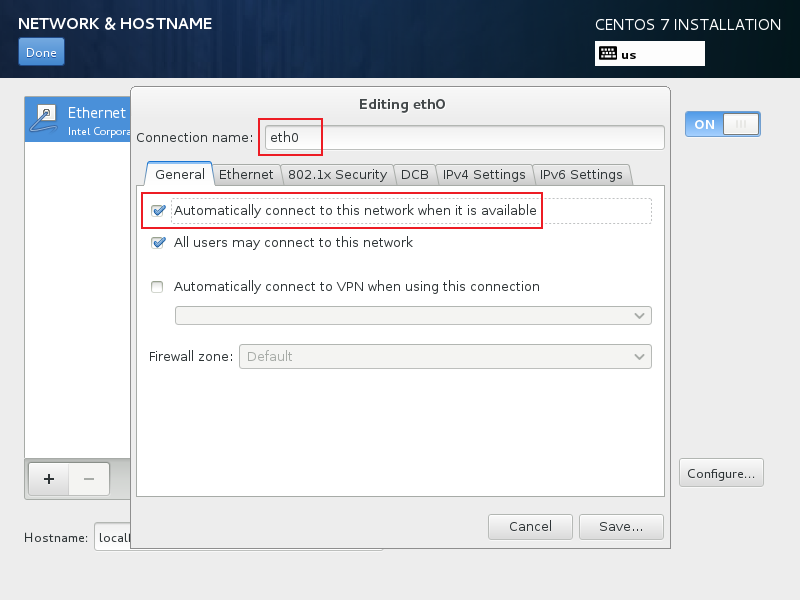 NETWORK & HOSTNAME
CENTOS 7 INSTALLATION
Done
us
Editing eth0
Ethernet
Intel Corpora
Connection name: eth0
ON
General Ethernet 802.1x Security DCB IPv4 Settings IPv6 Settings
Automatically connect to this network when it is available
All users may connect to this network
Automatically connect to VPN when using this connection
Firewall zone: Default
+ −
Configure...
Cancel Save...
Hostname: local